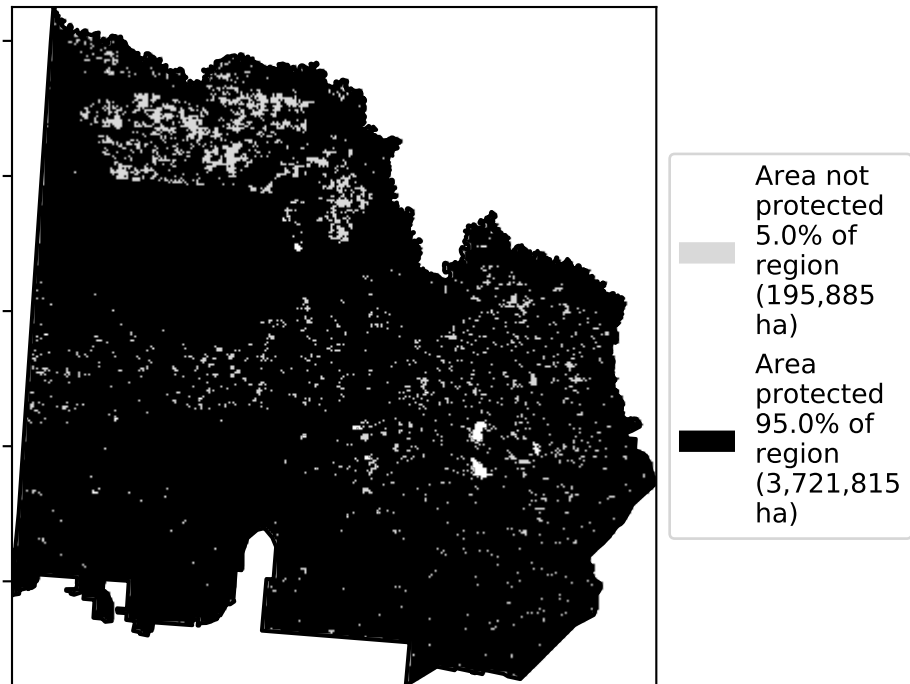 Area not
protected
5.0% of
region
(195,885
ha)
Area
protected
95.0% of
region
(3,721,815
ha)